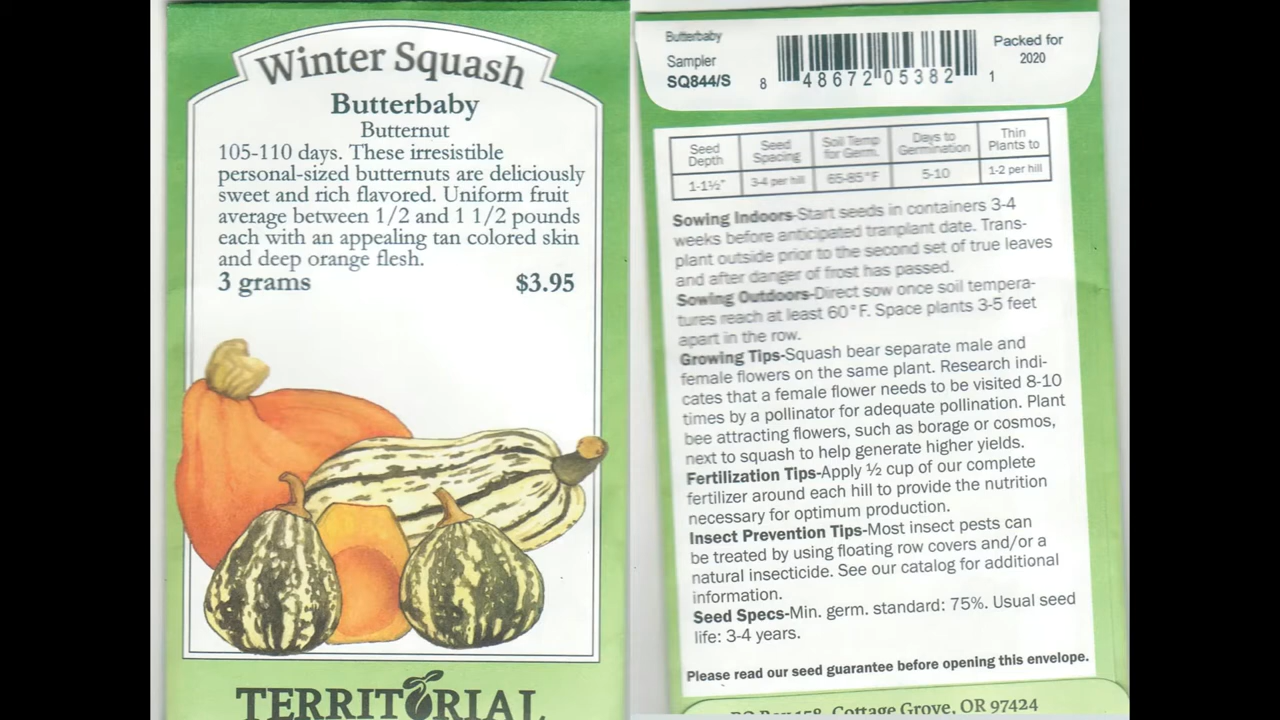 Winter Squash
Butterbaby
Butternut
105-110 days. These irresistible
personal-sized butternuts are deliciously
sweet and rich flavored. Uniform fruit
average between 1/2 and 1 1/2 pounds
each with an appealing tan colored skin
and deep orange flesh.
3 grams $3.95
TERRITORIAL
Butterbaby
Sampler
SQ844/S
8 48672 05382 1
Packed for
2020
Seed Depth Seed Spacing Soil Temp for Germ. Days to Germination Thin Plants to
1-1½" 3-4 per hill 65-85°F 5-10 1-2 per hill
Sowing Indoors-Start seeds in containers 3-4
weeks before anticipated tranplant date. Trans-
plant outside prior to the second set of true leaves
and after danger of frost has passed.
Sowing Outdoors-Direct sow once soil tempera-
tures reach at least 60°F. Space plants 3-5 feet
apart in the row.
Growing Tips-Squash bear separate male and
female flowers on the same plant. Research indi-
cates that a female flower needs to be visited 8-10
times by a pollinator for adequate pollination. Plant
bee attracting flowers, such as borage or cosmos,
next to squash to help generate higher yields.
Fertilization Tips-Apply ½ cup of our complete
fertilizer around each hill to provide the nutrition
necessary for optimum production.
Insect Prevention Tips-Most insect pests can
be treated by using floating row covers and/or a
natural insecticide. See our catalog for additional
information.
Seed Specs-Min. germ. standard: 75%. Usual seed
life: 3-4 years.
Please read our seed guarantee before opening this envelope.
Cottage Grove, OR 97424